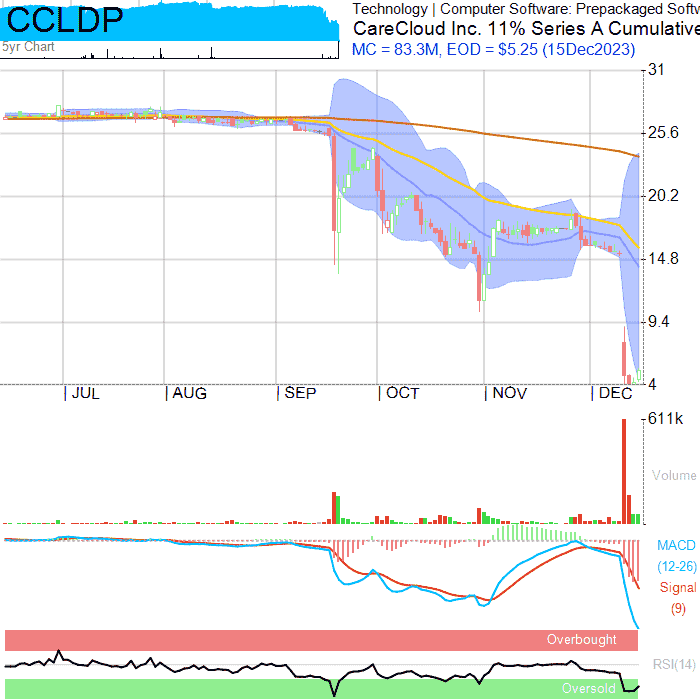 CCLDP
5yr Chart
Technology | Computer Software: Prepackaged Softw
CareCloud Inc. 11% Series A Cumulative
MC = 83.3M, EOD = $5.25 (15Dec2023)
31
25.6
20.2
14.8
9.4
4
JUL
AUG
SEP
OCT
NOV
DEC
611k
Volume
MACD
(12-26)
Signal
(9)
Overbought
RSI(14)
Oversold